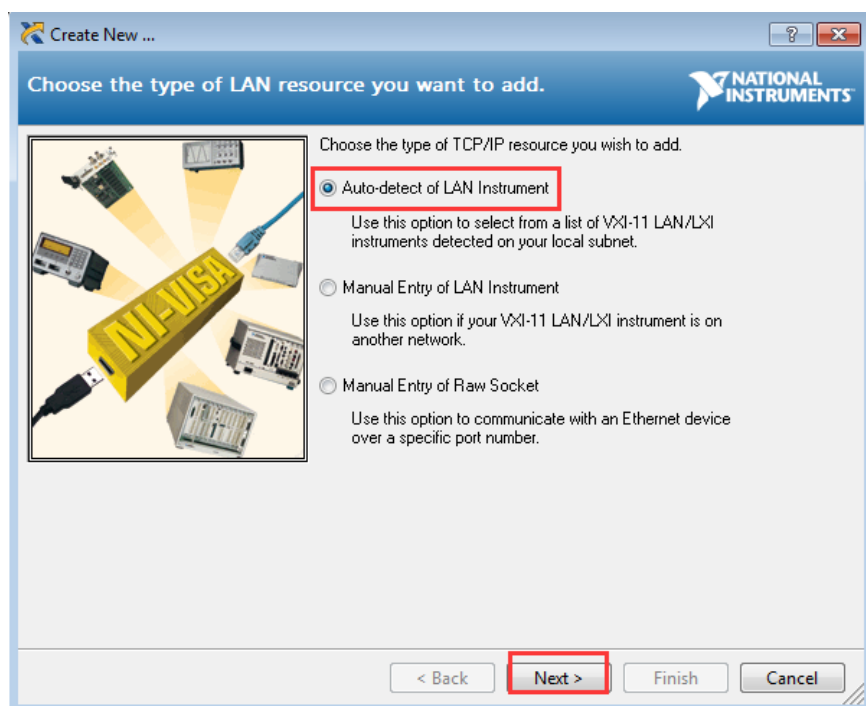 Create New ...
Choose the type of LAN resource you want to add.
NATIONAL
INSTRUMENTS
Choose the type of TCP/IP resource you wish to add.
Auto-detect of LAN Instrument
Use this option to select from a list of VXI-11 LAN/LXI
instruments detected on your local subnet.
Manual Entry of LAN Instrument
Use this option if your VXI-11 LAN/LXI instrument is on
another network.
Manual Entry of Raw Socket
Use this option to communicate with an Ethernet device
over a specific port number.
NI-VISA
< Back
Next >
Finish
Cancel